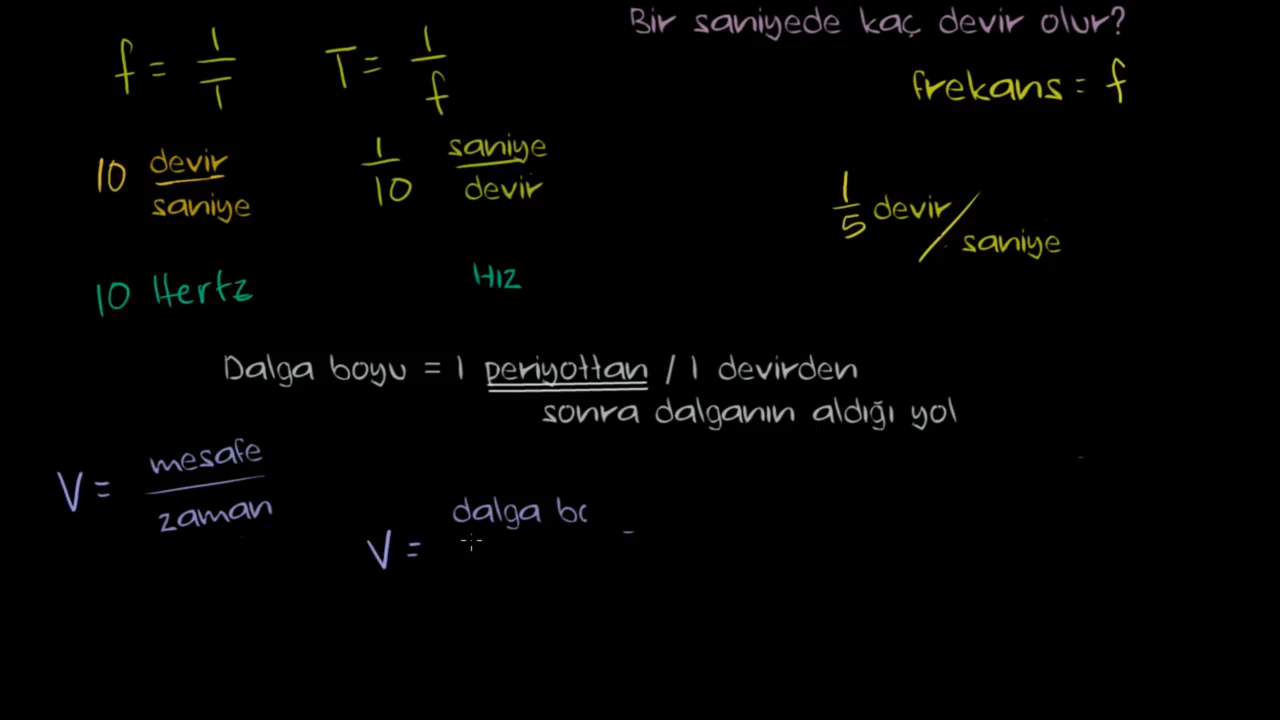 Bir saniyede kaç devir olur?
f = 1/T
T = 1/f
frekans = f
10 devir/saniye
1/10 saniye/devir
1/5 devir/saniye
10 Hertz
Hız
Dalga boyu = 1 periyottan / 1 devirden
sonra dalganın aldığı yol
V = mesafe/zaman
V = dalga